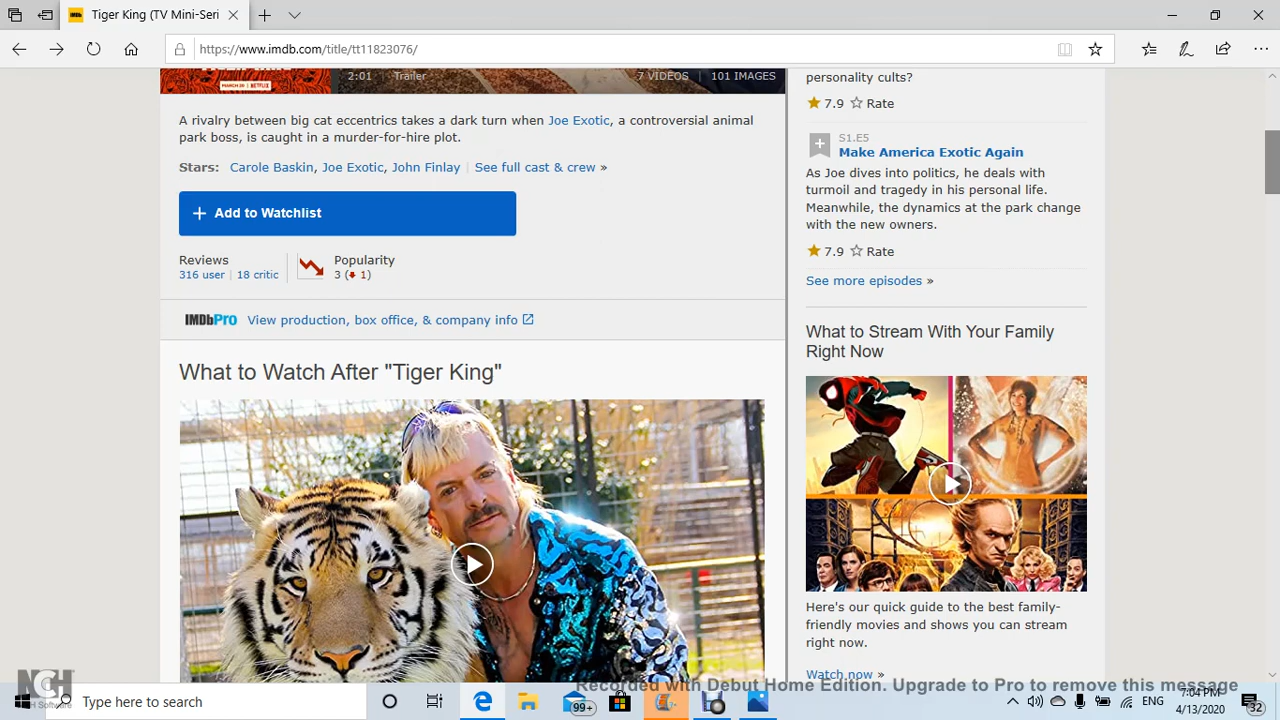 Tiger King (TV Mini-Seri
https://www.imdb.com/title/tt11823076/
MARCH 20 | NETFLIX
2:01 Trailer
7 VIDEOS | 101 IMAGES
A rivalry between big cat eccentrics takes a dark turn when Joe Exotic, a controversial animal
park boss, is caught in a murder-for-hire plot.
Stars: Carole Baskin, Joe Exotic, John Finlay | See full cast & crew »
+ Add to Watchlist
Reviews
316 user | 18 critic
Popularity
3 ( 1)
IMDbPro View production, box office, & company info
What to Watch After "Tiger King"
personality cults?
7.9 Rate
S1.E5
Make America Exotic Again
As Joe dives into politics, he deals with
turmoil and tragedy in his personal life.
Meanwhile, the dynamics at the park change
with the new owners.
7.9 Rate
See more episodes »
What to Stream With Your Family
Right Now
Here's our quick guide to the best family-
friendly movies and shows you can stream
right now.
Watch now »
Recorded with Debut Home Edition. Upgrade to Pro to remove this message
NCH Software
Type here to search
99+
ENG
7:04 PM
4/13/2020
32